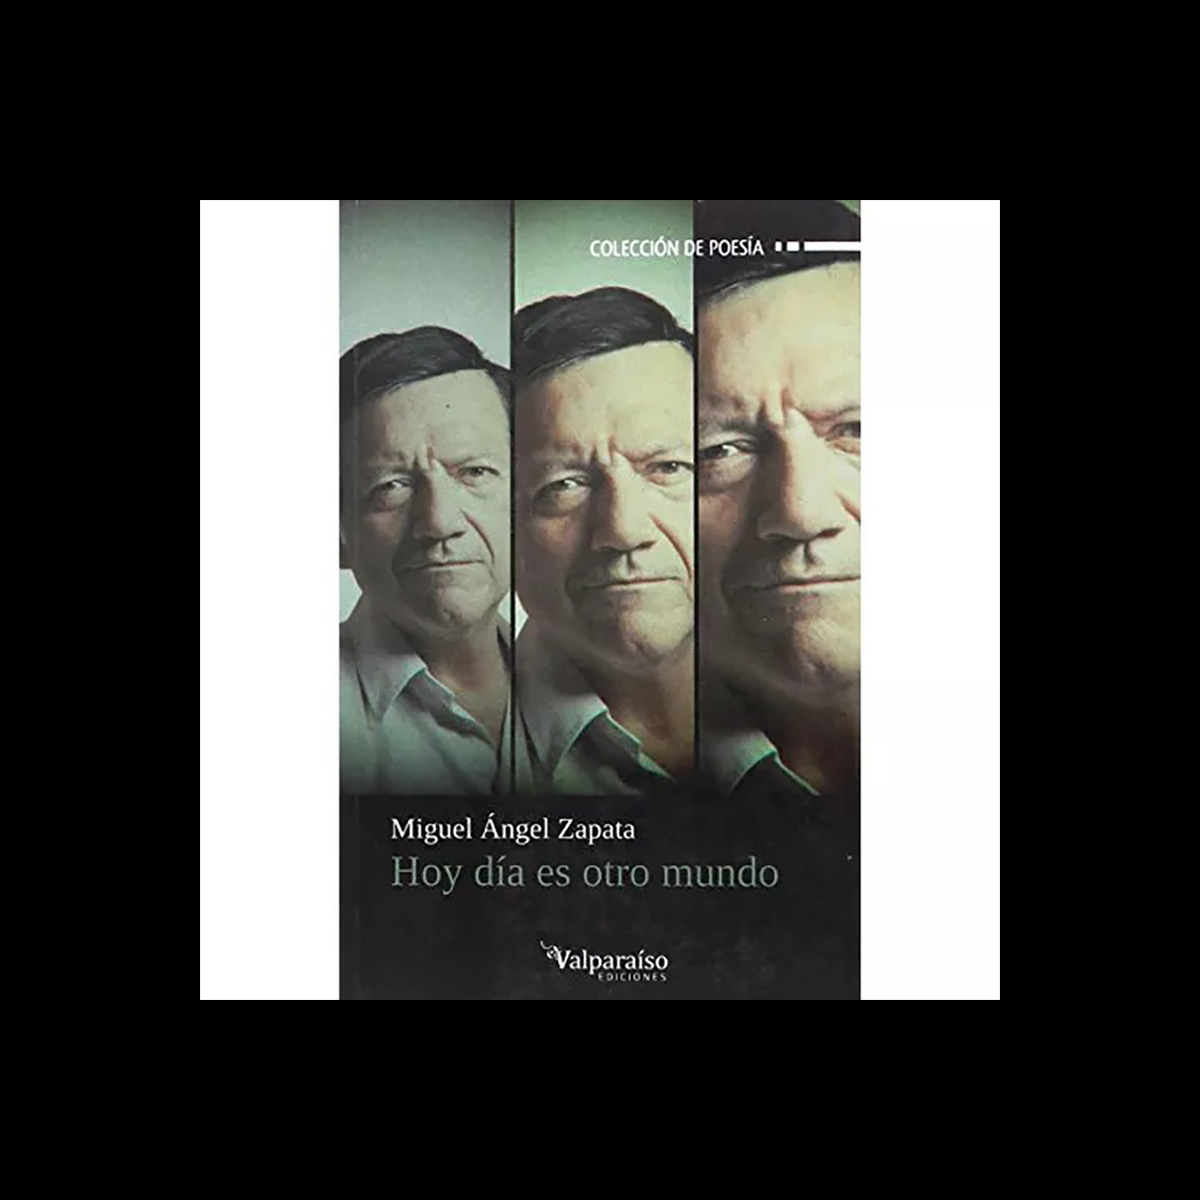 COLECCIÓN DE POESÍA
Miguel Ángel Zapata
Hoy día es otro mundo
Valparaíso
EDICIONES